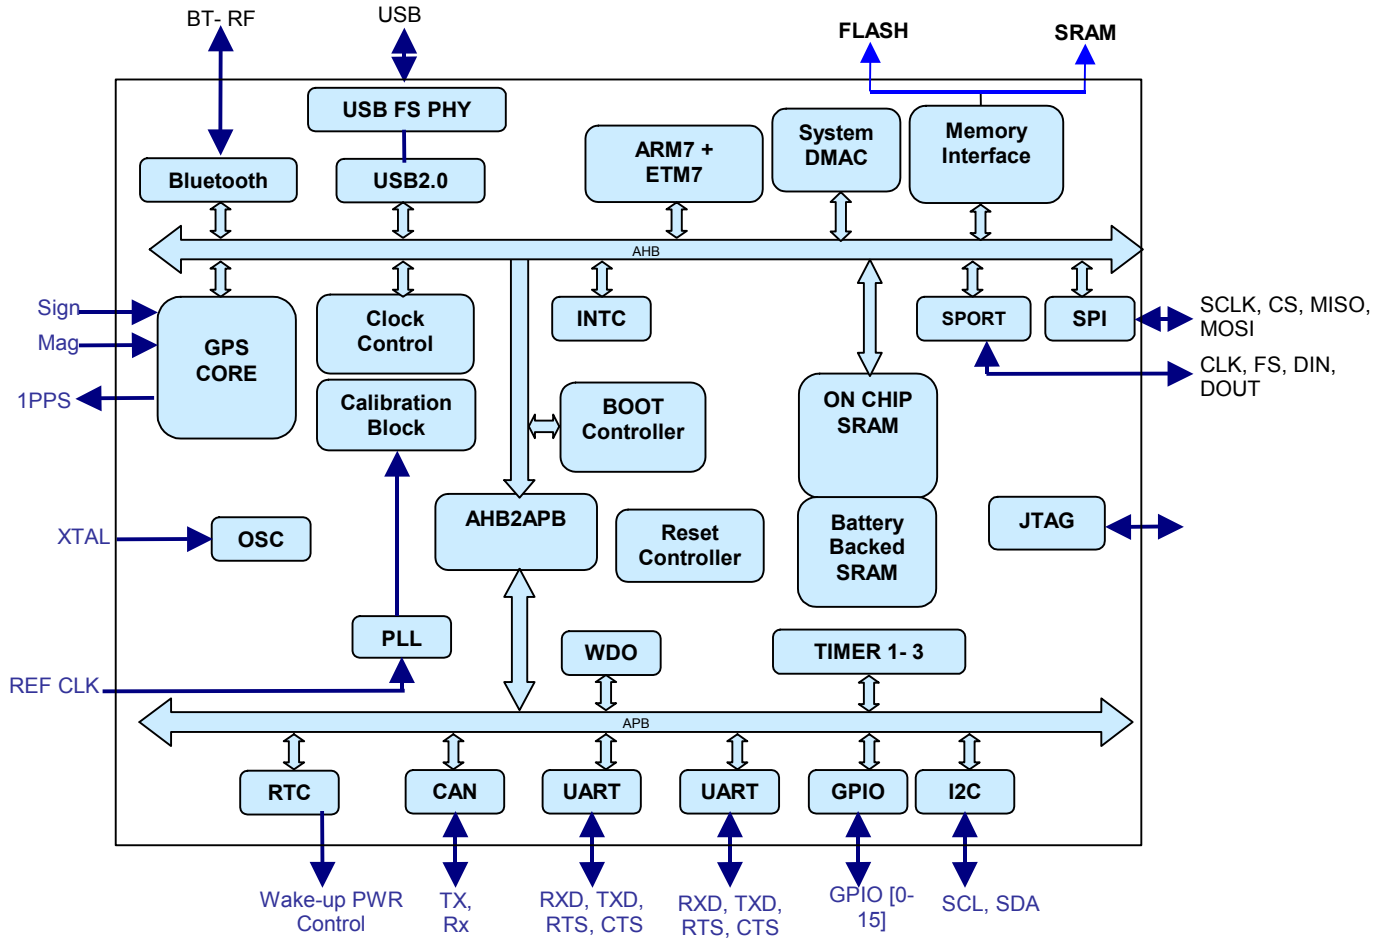 BT- RF
USB
FLASH
SRAM
USB FS PHY
System
DMAC
Memory
Interface
ARM7 +
ETM7
Bluetooth
USB2.0
AHB
Sign
Mag
1PPS
GPS
CORE
Clock
Control
INTC
SPORT
SPI
SCLK, CS, MISO,
MOSI
CLK, FS, DIN,
DOUT
Calibration
Block
BOOT
Controller
ON CHIP
SRAM
XTAL
OSC
AHB2APB
Reset
Controller
Battery
Backed
SRAM
JTAG
PLL
WDO
TIMER 1- 3
REF CLK
APB
RTC
CAN
UART
UART
GPIO
I2C
Wake-up PWR
Control
TX,
Rx
RXD, TXD,
RTS, CTS
RXD, TXD,
RTS, CTS
GPIO [0-
15]
SCL, SDA